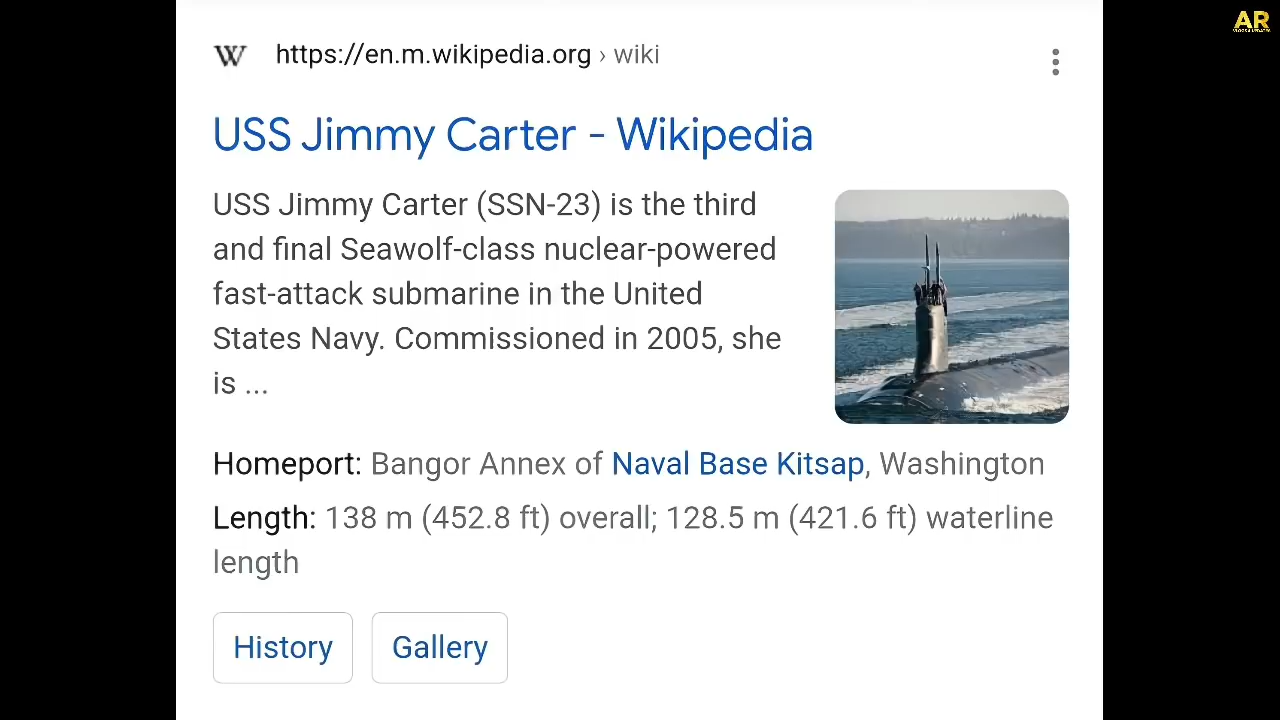 AR
W https://en.m.wikipedia.org › wiki
USS Jimmy Carter - Wikipedia
USS Jimmy Carter (SSN-23) is the third
and final Seawolf-class nuclear-powered
fast-attack submarine in the United
States Navy. Commissioned in 2005, she
is ...
Homeport: Bangor Annex of Naval Base Kitsap, Washington
Length: 138 m (452.8 ft) overall; 128.5 m (421.6 ft) waterline
length
History Gallery